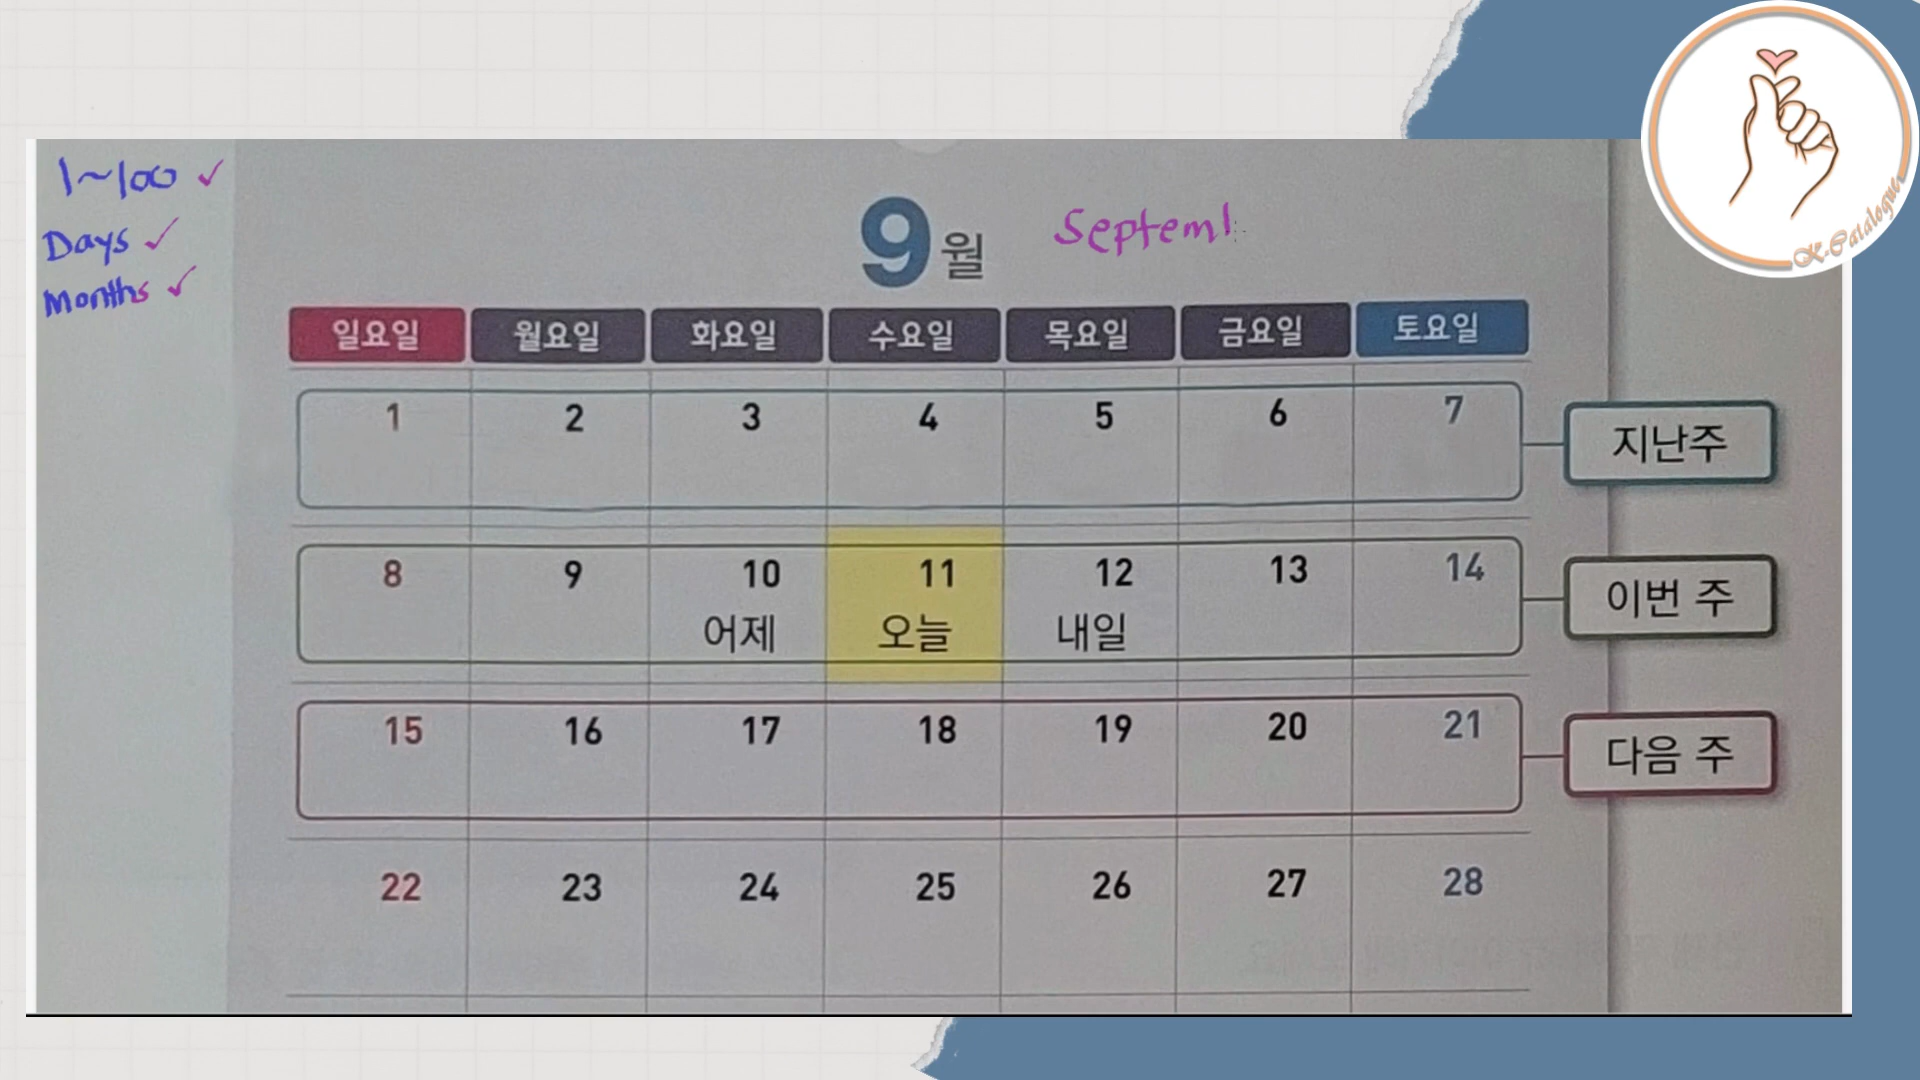 1~100 ✓
Days ✓
Months ✓
9월 Septeml
일요일 월요일 화요일 수요일 목요일 금요일 토요일
1 2 3 4 5 6 7 지난주
8 9 10 11 12 13 14 이번 주
어제 오늘 내일
15 16 17 18 19 20 21 다음 주
22 23 24 25 26 27 28
K-Catalogue